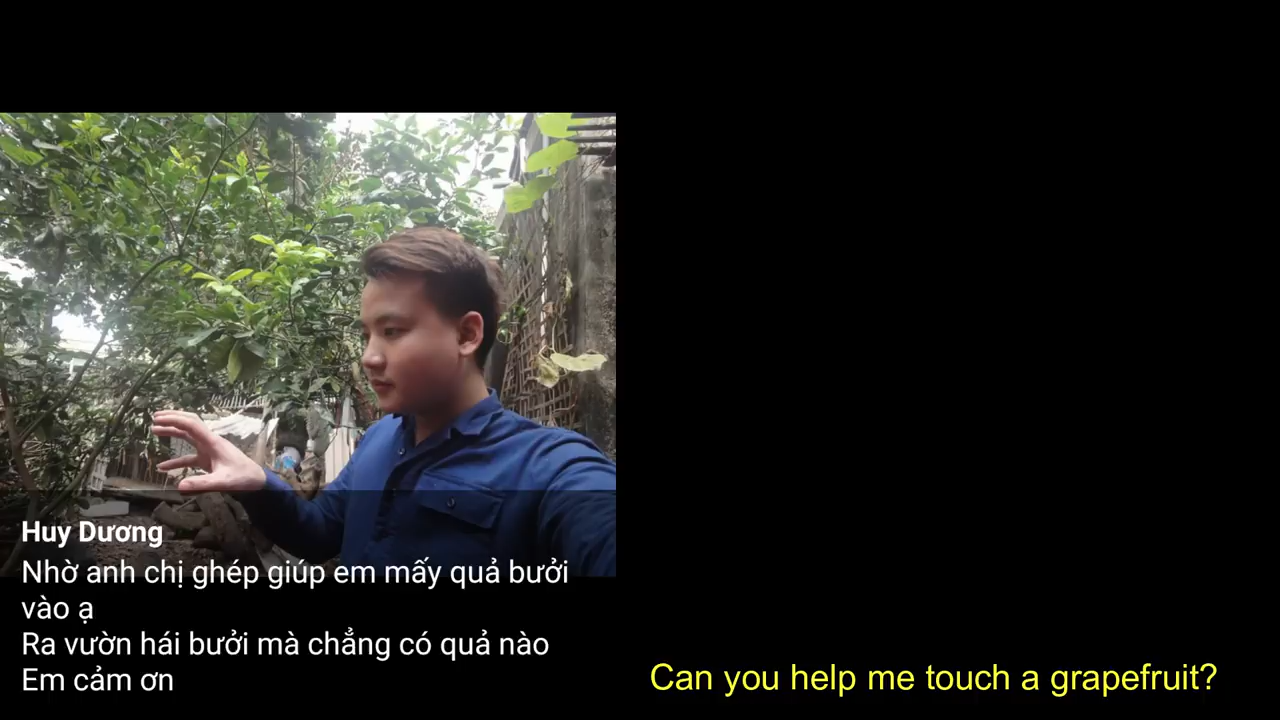 Huy Dương
Nhờ anh chị ghép giúp em mấy quả bưởi
vào ạ
Ra vườn hái bưởi mà chẳng có quả nào
Em cảm ơn
Can you help me touch a grapefruit?